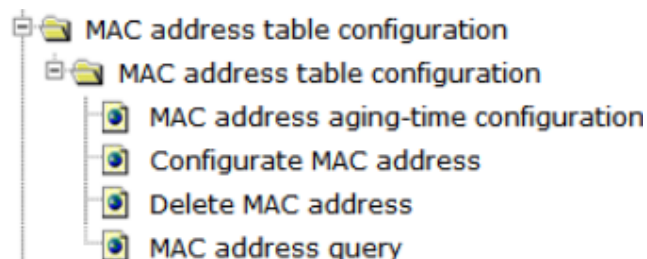 MAC address table configuration
MAC address table configuration
MAC address aging-time configuration
Configurate MAC address
Delete MAC address
MAC address query